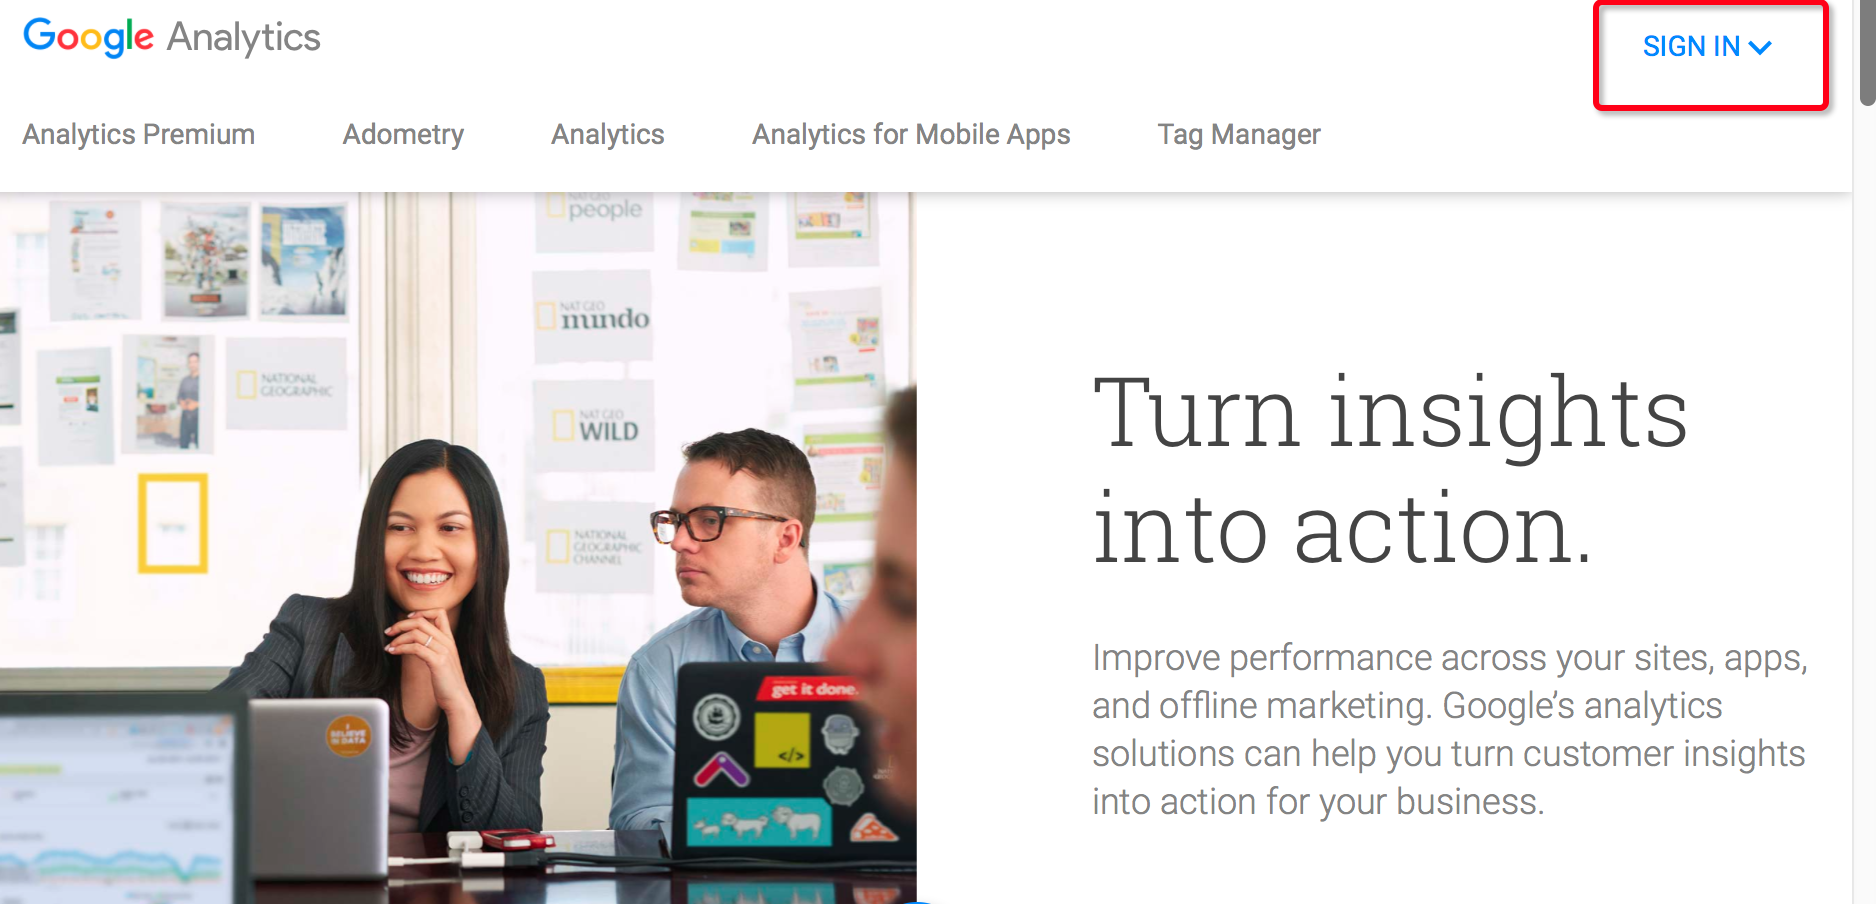 Google Analytics
SIGN IN
Analytics Premium
Adometry
Analytics
Analytics for Mobile Apps
Tag Manager
NAT GEO
people
NAT GEO
mundo
NATIONAL
GEOGRAPHIC
NAT GEO
WILD
NATIONAL
GEOGRAPHIC
CHANNEL
Turn insights
into action.
Improve performance across your sites, apps,
and offline marketing. Google’s analytics
solutions can help you turn customer insights
into action for your business.
get it done.
I
BELIEVE
IN DATA
</>